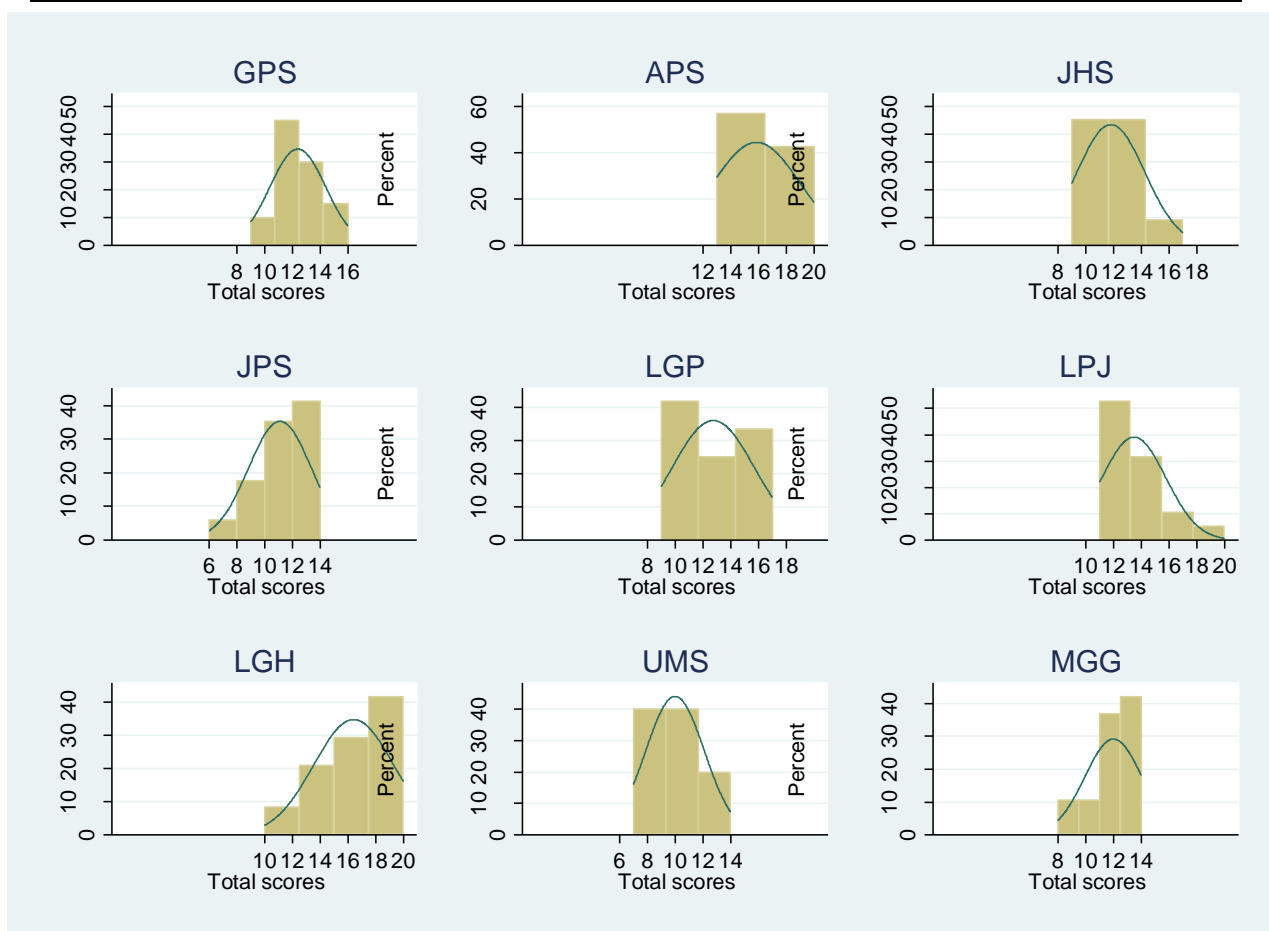 GPS
0 10 20 30 40 50
Percent
8 10 12 14 16
Total scores
APS
0 20 40 60
Percent
12 14 16 18 20
Total scores
JHS
0 10 20 30 40 50
8 10 12 14 16 18
Total scores
JPS
0 10 20 30 40
Percent
6 8 10 12 14
Total scores
LGP
0 10 20 30 40
Percent
8 10 12 14 16 18
Total scores
LPJ
0 10 20 30 40 50
10 12 14 16 18 20
Total scores
LGH
0 10 20 30 40
Percent
10 12 14 16 18 20
Total scores
UMS
0 10 20 30 40
Percent
6 8 10 12 14
Total scores
MGG
0 10 20 30 40
8 10 12 14
Total scores